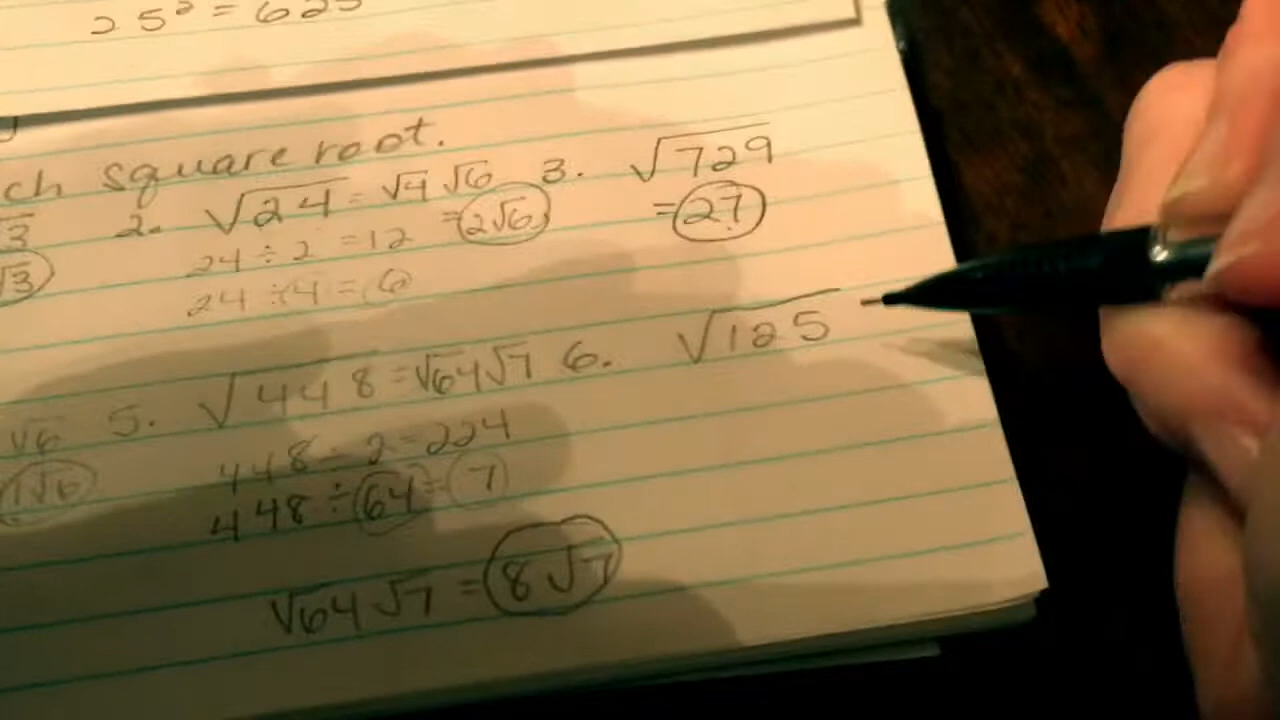 25² = 625
ch square root.
√3 2. √24 = √4 √6 3. √729
√3 24 ÷ 2 = 12 = 2√6 = 27
24 ÷ 4 = 6
√6 5. √448 = √64 √7 6. √125
1√6 448 ÷ 2 = 224
448 ÷ 64 = 7
√64 √7 = 8√7